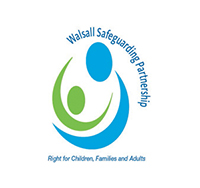 Walsall Safeguarding Partnership
Right for Children, Families and Adults